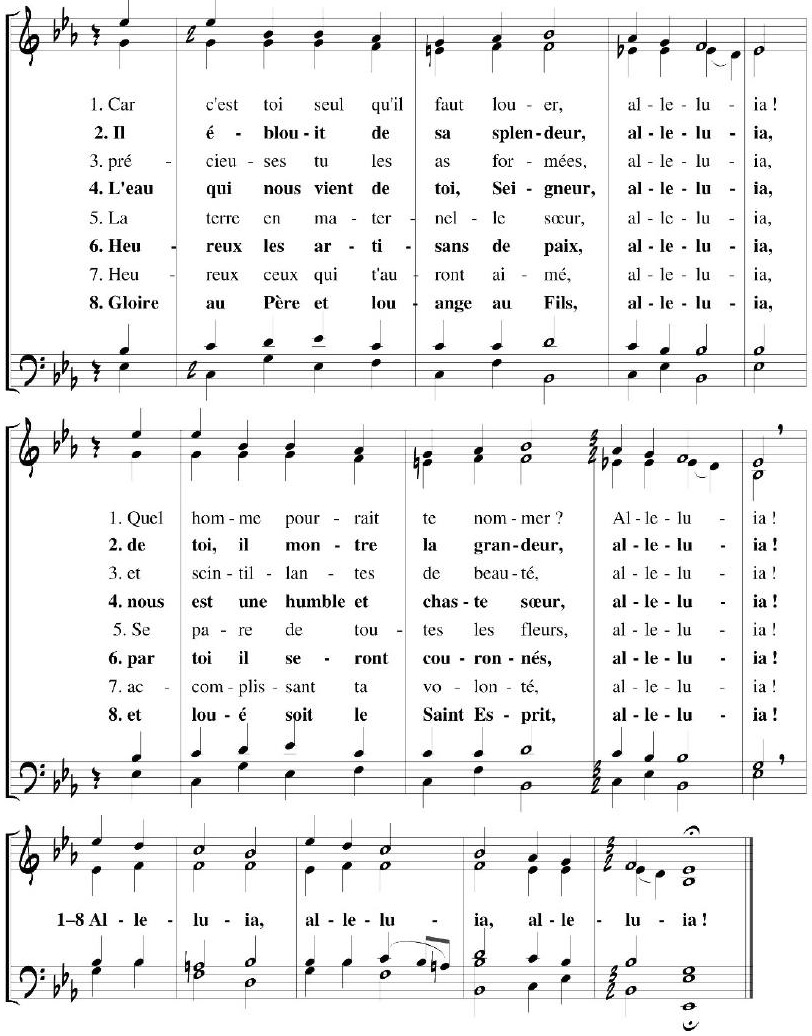 1. Car c'est toi seul qu'il faut lou - er, al - le - lu - ia !
2. Il é - blou - it de sa splen - deur, al - le - lu - ia,
3. pré - cieu - ses tu les as for - mées, al - le - lu - ia,
4. L'eau qui nous vient de toi, Sei - gneur, al - le - lu - ia,
5. La terre en ma - ter - nel - le sœur, al - le - lu - ia,
6. Heu - reux les ar - ti - sans de paix, al - le - lu - ia,
7. Heu - reux ceux qui t'au - ront ai - mé, al - le - lu - ia,
8. Gloire au Père et lou - ange au Fils, al - le - lu - ia,
1. Quel hom - me pour - rait te nom - mer ? Al - le - lu - ia !
2. de toi, il mon - tre la gran - deur, al - le - lu - ia !
3. et scin - til - lan - tes de beau - té, al - le - lu - ia !
4. nous est une humble et chas - te sœur, al - le - lu - ia !
5. Se pa - re de tou - tes les fleurs, al - le - lu - ia !
6. par toi il se - ront cou - ron - nés, al - le - lu - ia !
7. ac - com - plis - sant ta vo - lon - té, al - le - lu - ia !
8. et lou - é soit le Saint Es - prit, al - le - lu - ia !
1–8 Al - le - lu - ia, al - le - lu - ia, al - le - lu - ia !